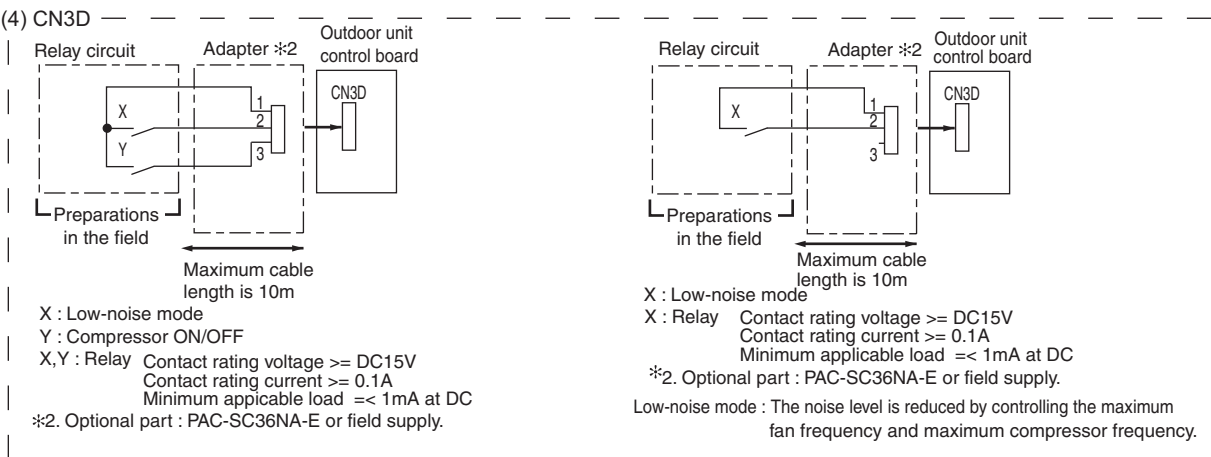 (4) CN3D
Relay circuit
Adapter ✻2
Outdoor unit
control board
X
Y
1
2
3
CN3D
Preparations
in the field
Maximum cable
length is 10m
X : Low-noise mode
Y : Compressor ON/OFF
X,Y : Relay Contact rating voltage >= DC15V
Contact rating current >= 0.1A
Minimum appicable load =< 1mA at DC
✻2. Optional part : PAC-SC36NA-E or field supply.
Relay circuit
Adapter ✻2
Outdoor unit
control board
X
1
2
3
CN3D
Preparations
in the field
Maximum cable
length is 10m
X : Low-noise mode
X : Relay Contact rating voltage >= DC15V
Contact rating current >= 0.1A
Minimum applicable load =< 1mA at DC
✻2. Optional part : PAC-SC36NA-E or field supply.
Low-noise mode : The noise level is reduced by controlling the maximum
fan frequency and maximum compressor frequency.